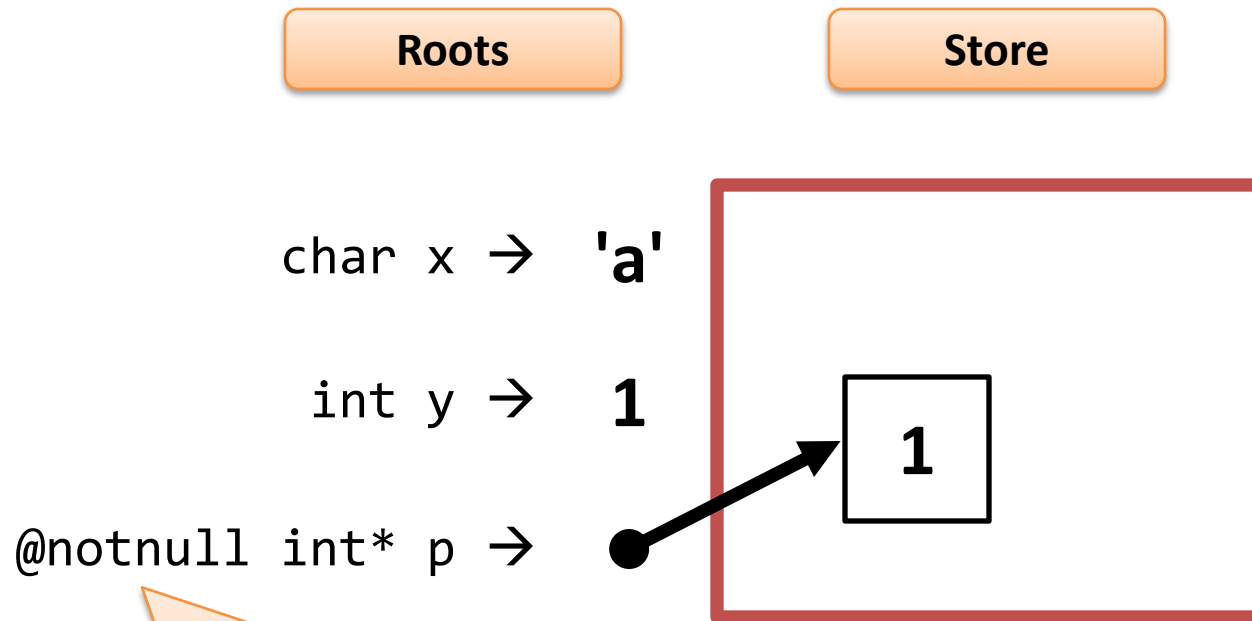 Roots
Store
char x → 'a'
int y → 1
1
@notnull int* p →